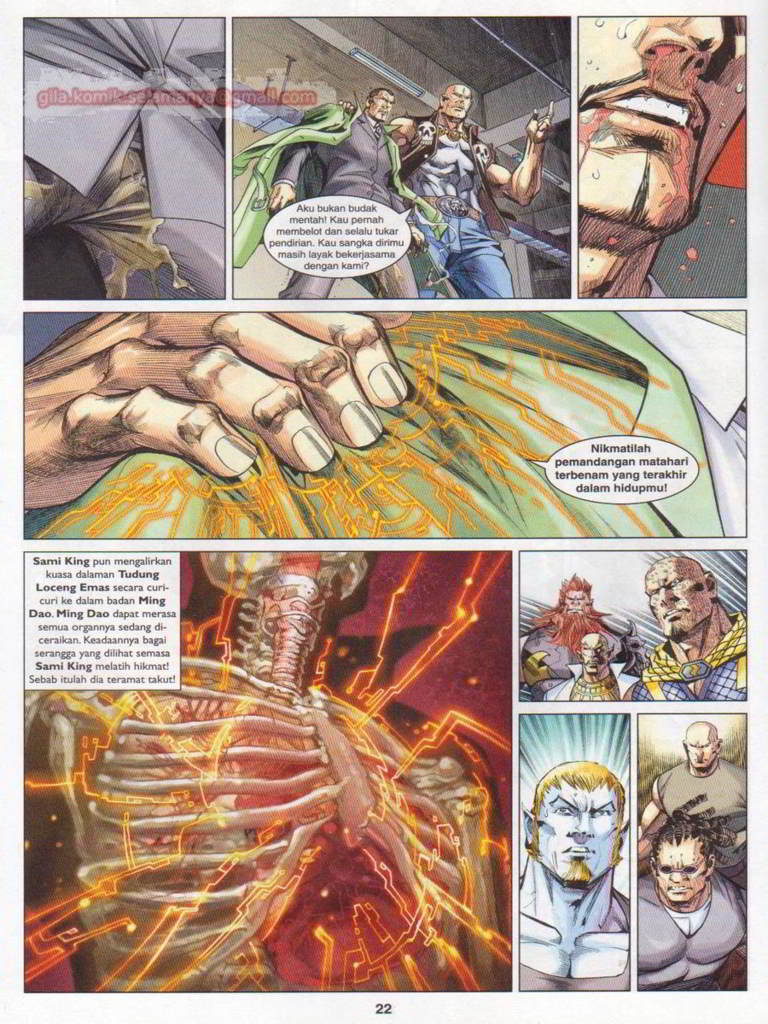 gila.komik.selamanya@gmail.com
Aku bukan budak
mentah! Kau pernah
membelot dan selalu tukar
pendirian. Kau sangka dirimu
masih layak bekerjasama
dengan kami?
Nikmatilah
pemandangan matahari
terbenam yang terakhir
dalam hidupmu!
Sami King pun mengalirkan
kuasa dalaman Tudung
Loceng Emas secara curi-
curi ke dalam badan Ming
Dao. Ming Dao dapat merasa
semua organnya sedang di-
ceraikan. Keadaannya bagai
serangga yang dilihat semasa
Sami King melatih hikmat!
Sebab itulah dia teramat takut!
22